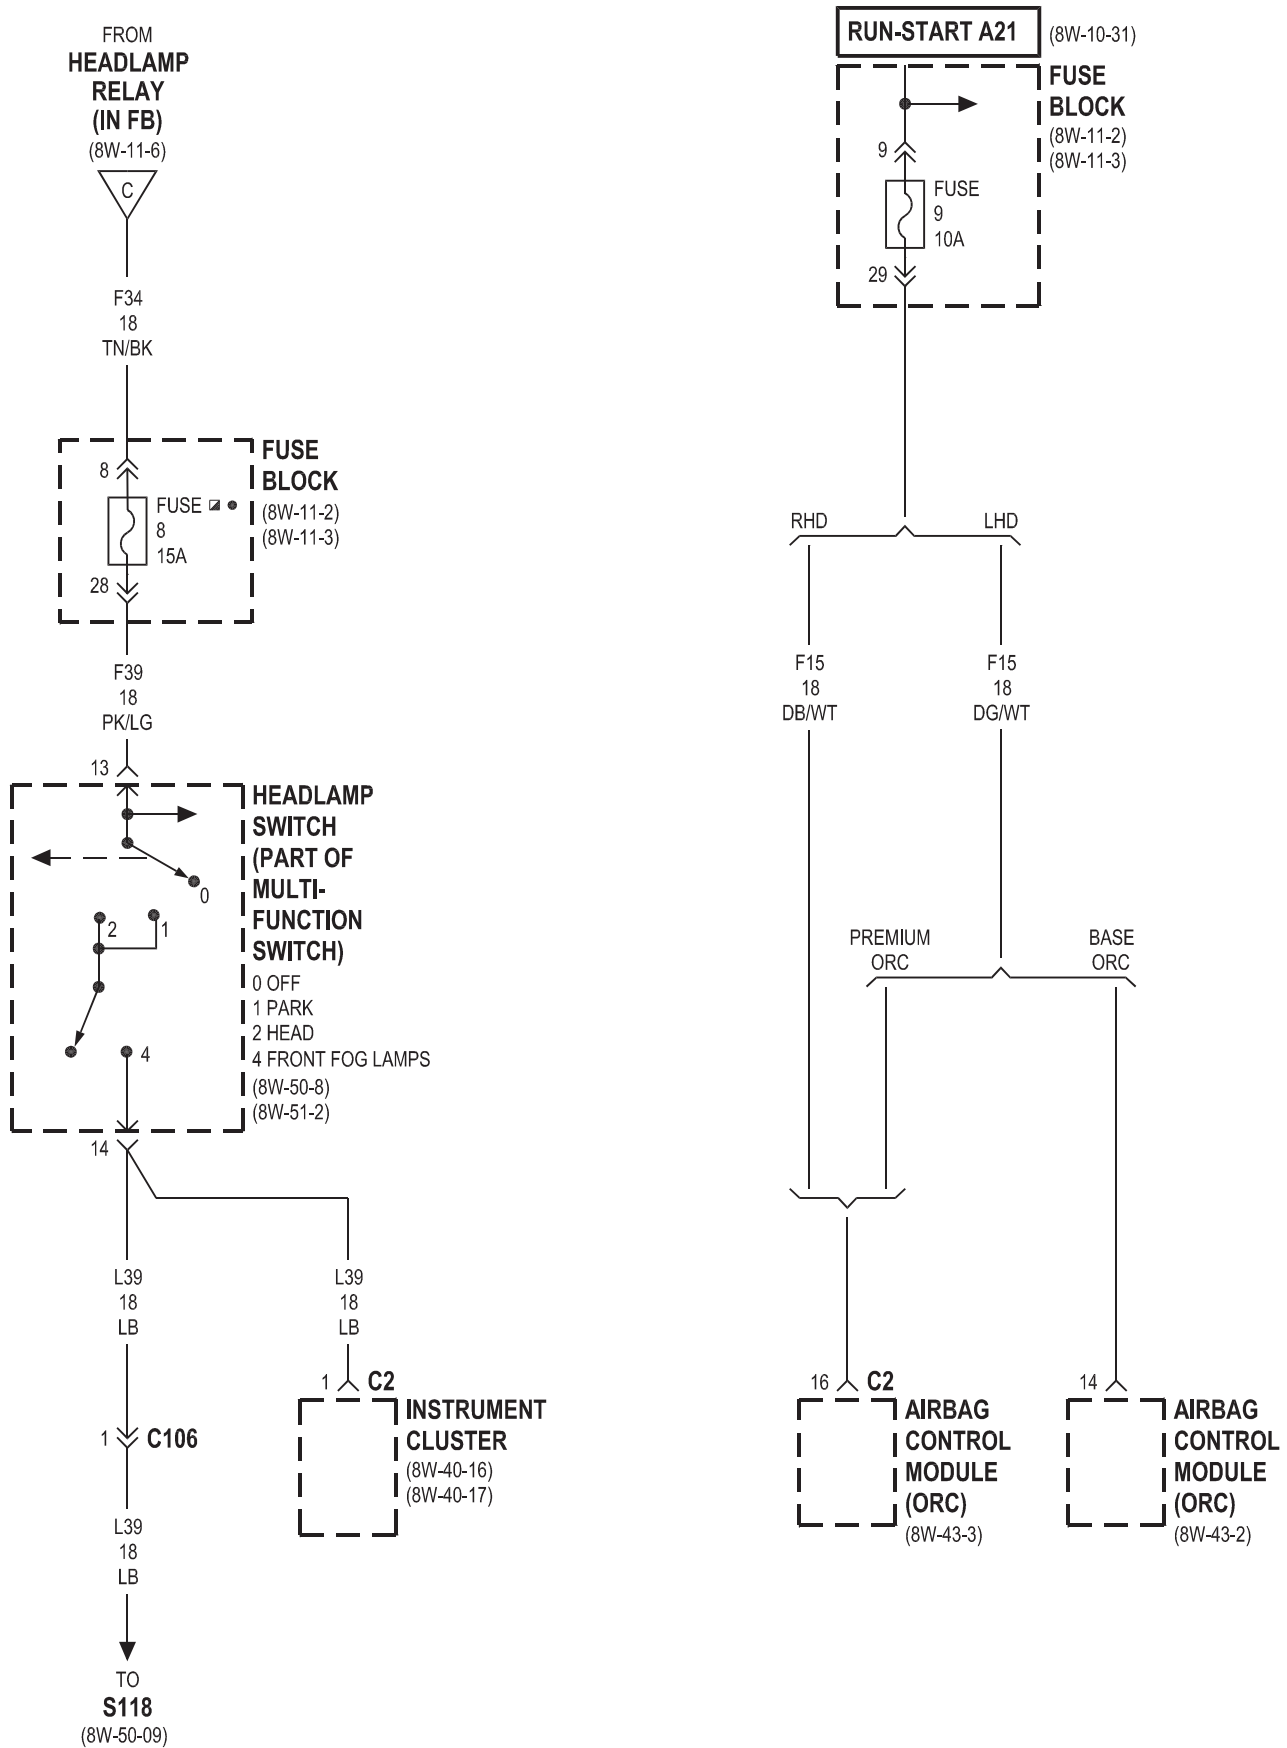 FROM
HEADLAMP
RELAY
(IN FB)
(8W-11-6)
C
F34
18
TN/BK
8
FUSE
8
15A
28
FUSE
BLOCK
(8W-11-2)
(8W-11-3)
F39
18
PK/LG
13
0
2
1
4
HEADLAMP
SWITCH
(PART OF
MULTI-
FUNCTION
SWITCH)
0 OFF
1 PARK
2 HEAD
4 FRONT FOG LAMPS
(8W-50-8)
(8W-51-2)
14
L39
18
LB
L39
18
LB
1 C2
INSTRUMENT
CLUSTER
(8W-40-16)
(8W-40-17)
1 C106
L39
18
LB
TO
S118
(8W-50-09)
RUN-START A21 (8W-10-31)
FUSE
BLOCK
(8W-11-2)
(8W-11-3)
9
FUSE
9
10A
29
RHD LHD
F15
18
DB/WT
F15
18
DG/WT
PREMIUM
ORC
BASE
ORC
16 C2
AIRBAG
CONTROL
MODULE
(ORC)
(8W-43-3)
14
AIRBAG
CONTROL
MODULE
(ORC)
(8W-43-2)